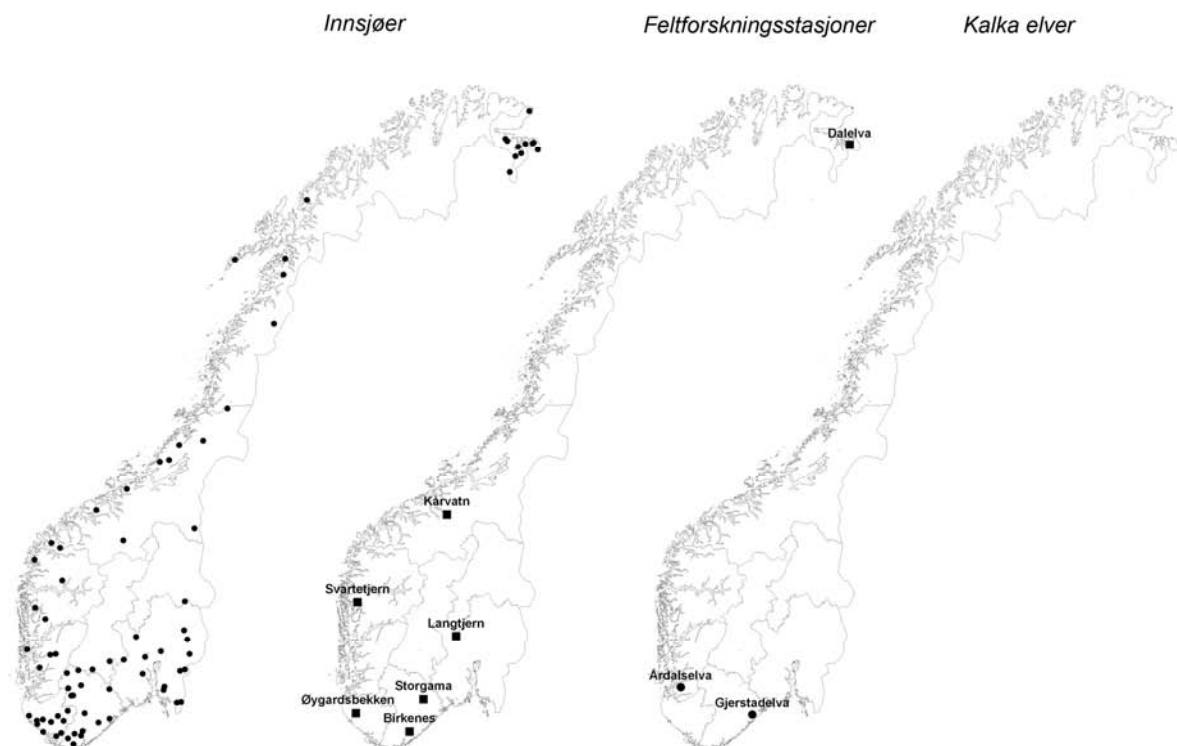 Innsjøer
Feltforskningsstasjoner
Kalka elver
Dalelva
Kårvatn
Svartetjern
Langtjern
Storgama
Øygardsbekken
Birkenes
Årdalselva
Gjerstadelva